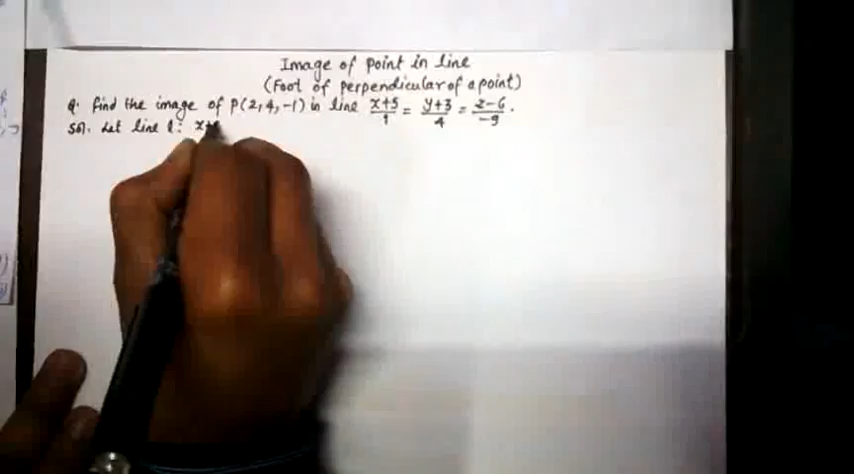 Image of point in line
(Foot of perpendicular of a point)
Q. find the image of P(2,4,-1) in line x+5/1 = y+3/4 = z-6/-9.
Sol. Let line l: x+